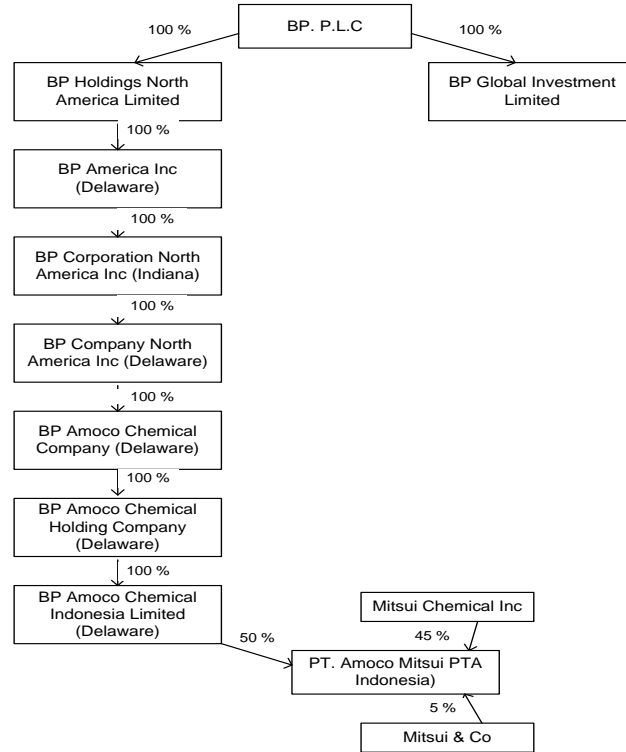 BP. P.L.C
100 %
100 %
BP Holdings North
America Limited
BP Global Investment
Limited
100 %
BP America Inc
(Delaware)
100 %
BP Corporation North
America Inc (Indiana)
100 %
BP Company North
America Inc (Delaware)
100 %
BP Amoco Chemical
Company (Delaware)
100 %
BP Amoco Chemical
Holding Company
(Delaware)
100 %
BP Amoco Chemical
Indonesia Limited
(Delaware)
Mitsui Chemical Inc
50 %
45 %
PT. Amoco Mitsui PTA
Indonesia)
5 %
Mitsui & Co